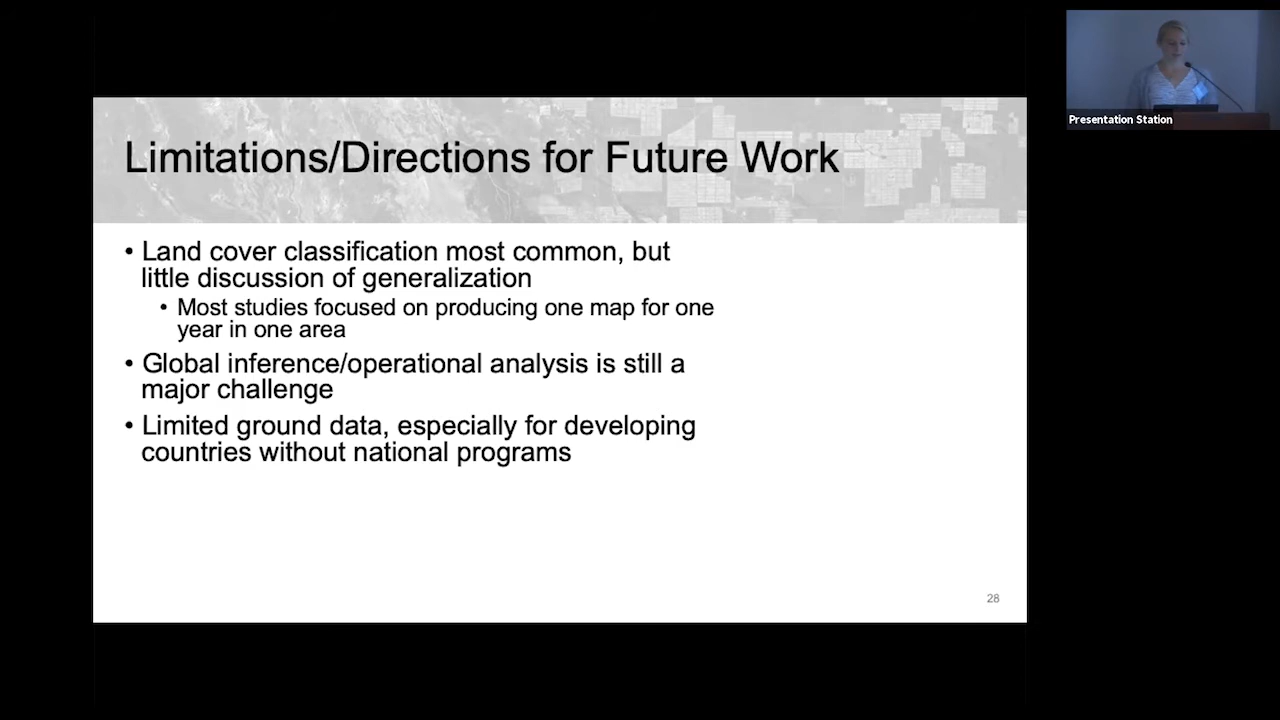 Limitations/Directions for Future Work
• Land cover classification most common, but
little discussion of generalization
• Most studies focused on producing one map for one
year in one area
• Global inference/operational analysis is still a
major challenge
• Limited ground data, especially for developing
countries without national programs
28
Presentation Station